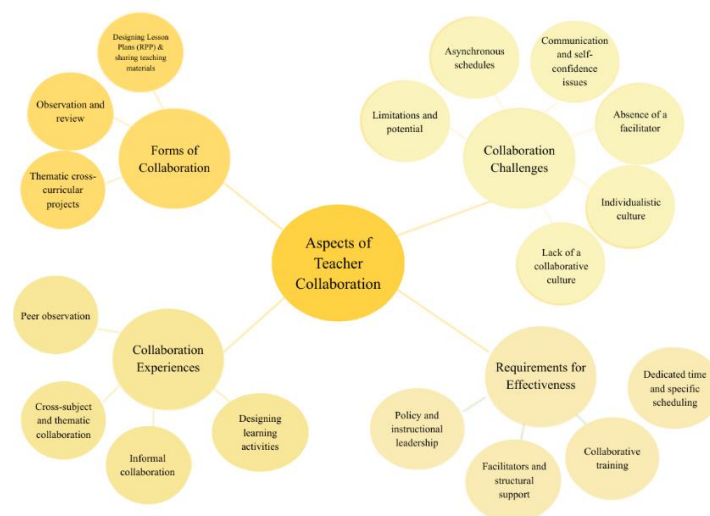 Designing Lesson
Plans (RPP) &
sharing teaching
materials
Observation and
review
Thematic cross-
curricular
projects
Forms of
Collaboration
Asynchronous
schedules
Communication
and self-
confidence
issues
Limitations and
potential
Absence of a
facilitator
Collaboration
Challenges
Individualistic
culture
Lack of a
collaborative
culture
Aspects of
Teacher
Collaboration
Peer observation
Collaboration
Experiences
Cross-subject
and thematic
collaboration
Informal
collaboration
Designing
learning
activities
Requirements for
Effectiveness
Dedicated time
and specific
scheduling
Policy and
instructional
leadership
Facilitators and
structural
support
Collaborative
training